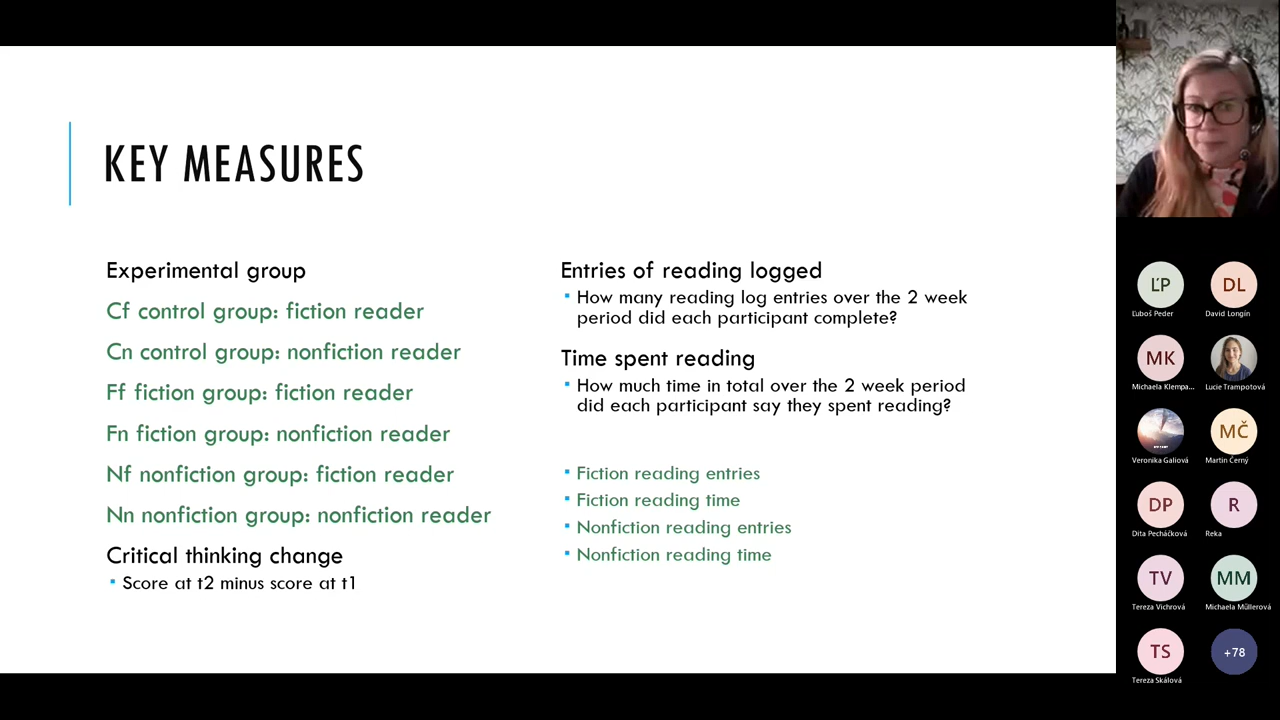 KEY MEASURES
Experimental group
Cf control group: fiction reader
Cn control group: nonfiction reader
Ff fiction group: fiction reader
Fn fiction group: nonfiction reader
Nf nonfiction group: fiction reader
Nn nonfiction group: nonfiction reader
Critical thinking change
▪ Score at t2 minus score at t1
Entries of reading logged
▪ How many reading log entries over the 2 week
period did each participant complete?
Time spent reading
▪ How much time in total over the 2 week period
did each participant say they spent reading?
▪ Fiction reading entries
▪ Fiction reading time
▪ Nonfiction reading entries
▪ Nonfiction reading time
ĽP
Ľuboš Peder
DL
David Longin
MK
Michaela Klempa...
Lucie Trampotová
Veronika Galiová
MČ
Martin Černý
DP
Dita Pecháčková
R
Reka
TV
Tereza Vichrová
MM
Michaela Műllerová
TS
Tereza Skálová
+78